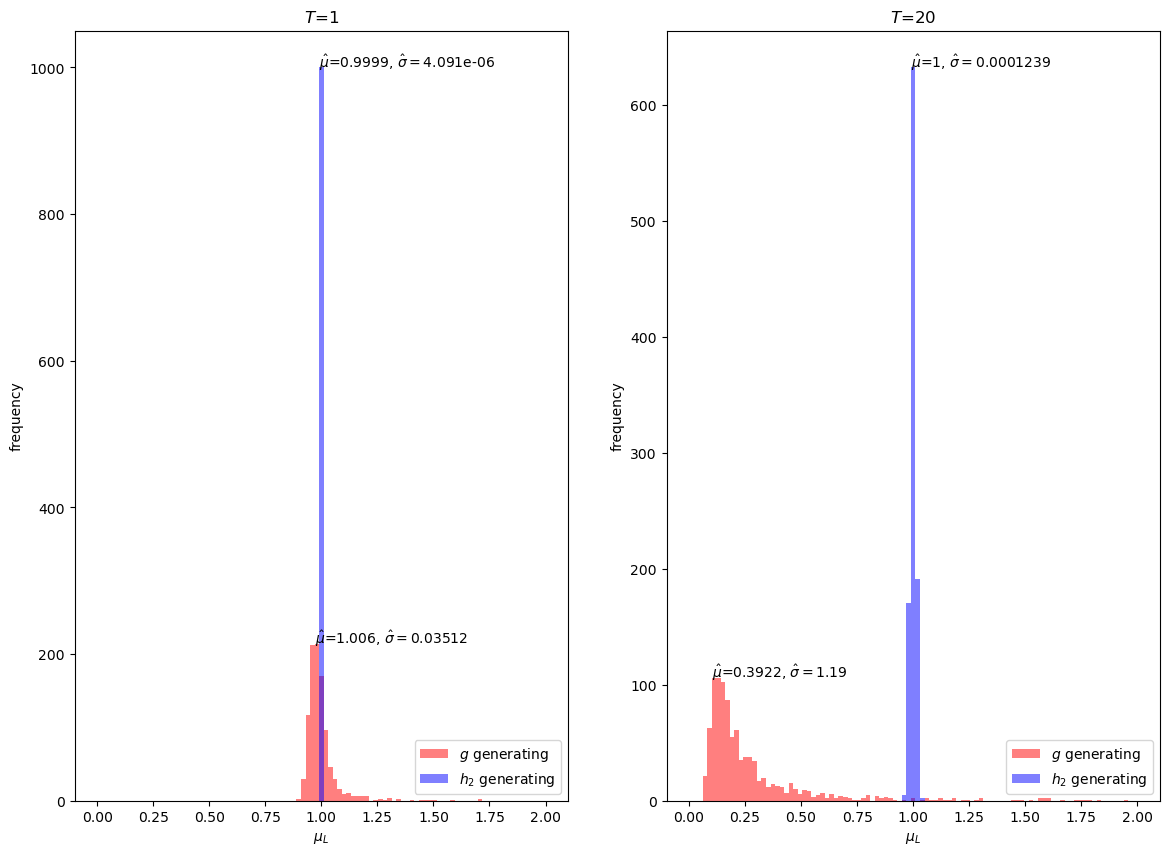 T=1
1000
800
600
400
200
0
frequency
μ̂=0.9999, σ̂ = 4.091e-06
μ̂=1.006, σ̂ = 0.03512
g generating
h₂ generating
0.00 0.25 0.50 0.75 1.00 1.25 1.50 1.75 2.00
μ_L
T=20
600
500
400
300
200
100
0
frequency
μ̂=1, σ̂ = 0.0001239
μ̂=0.3922, σ̂ = 1.19
g generating
h₂ generating
0.00 0.25 0.50 0.75 1.00 1.25 1.50 1.75 2.00
μ_L